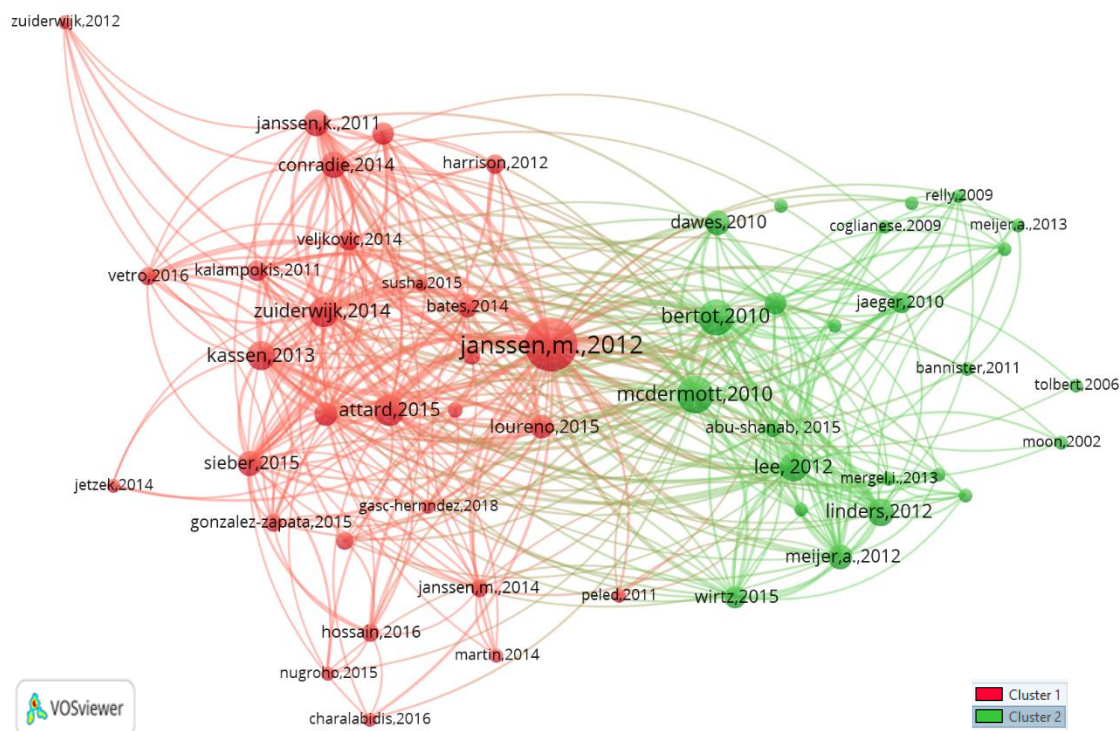 zuiderwijk,2012
janssen,k.,2011
conradie,2014
harrison,2012
relly,2009
dawes,2010
coglianese.2009
meijer.a.,2013
veljkovic,2014
vetro,2016
kalampokis,2011
susha,2015
bates,2014
zuiderwijk,2014
jaeger,2010
bertot,2010
janssen,m.,2012
kassen,2013
bannister,2011
tolbert,2006
mcdermott,2010
attard,2015
loureno,2015
abu-shanab, 2015
moon,2002
sieber,2015
lee, 2012
mergel,i.,2013
jetzek,2014
gasc-hernndez,2018
linders,2012
gonzalez-zapata,2015
meijer,a.,2012
janssen,m.,2014
peled,2011
wirtz,2015
hossain,2016
martin.2014
nugroho,2015
charalabidis,2016
VOSviewer
Cluster 1
Cluster 2